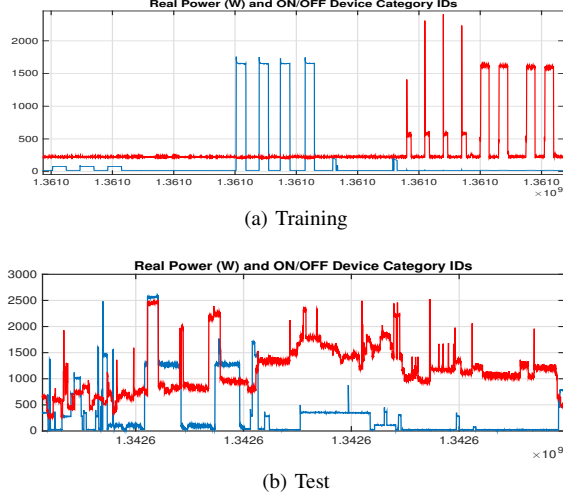 Real Power (W) and ON/OFF Device Category IDs
2000
1500
1000
500
0
1.3610 1.3610 1.3610 1.3610 1.3610 1.3610 1.3610 1.3610 1.3610
× 10⁹
(a) Training
Real Power (W) and ON/OFF Device Category IDs
3000
2500
2000
1500
1000
500
0
1.3426 1.3426 1.3426 1.3426
× 10⁹
(b) Test